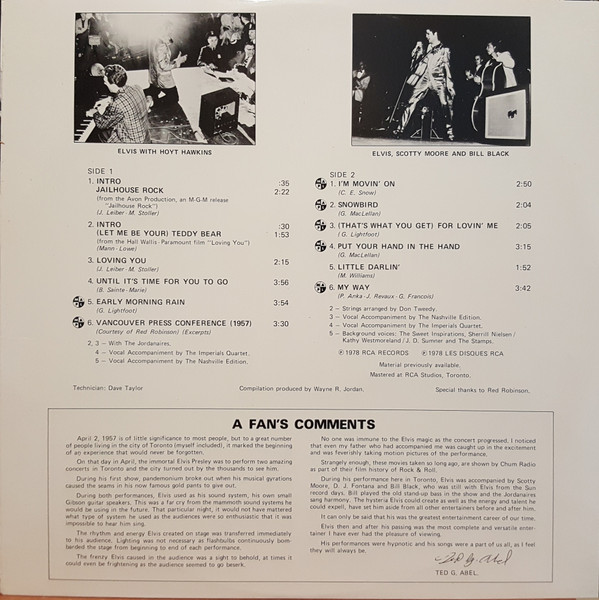 ELVIS WITH HOYT HAWKINS
ELVIS, SCOTTY MOORE AND BILL BLACK
SIDE 1
1. INTRO :35
JAILHOUSE ROCK 2:22
(from the Avon Production, an M-G-M release
"Jailhouse Rock")
(J. Leiber - M. Stoller)
2. INTRO :30
(LET ME BE YOUR) TEDDY BEAR 1:53
(from the Hall Wallis - Paramount film "Loving You")
(Mann - Lowe)
3. LOVING YOU 2:15
(J. Leiber - M. Stoller)
4. UNTIL IT'S TIME FOR YOU TO GO 3:56
(B. Sainte - Marie)
5. EARLY MORNING RAIN 3:54
(G. Lightfoot)
6. VANCOUVER PRESS CONFERENCE (1957) 3:30
(Courtesy of Red Robinson) (Excerpts)
2, 3 – With The Jordanaires.
4 – Vocal Accompaniment by The Imperials Quartet.
5 – Vocal Accompaniment by The Nashville Edition.
SIDE 2
1. I'M MOVIN' ON 2:50
(C. E. Snow)
2. SNOWBIRD 2:04
(G. MacLellan)
3. (THAT'S WHAT YOU GET) FOR LOVIN' ME 2:05
(G. Lightfoot)
4. PUT YOUR HAND IN THE HAND 3:15
(G. MacLellan)
5. LITTLE DARLIN' 1:52
(M. Williams)
6. MY WAY 3:42
(P. Anka - J. Revaux - G. Francois)
2 – Strings arranged by Don Tweedy.
3 – Vocal Accompaniment by The Nashville Edition.
4 – Vocal Accompaniment by The Imperials Quartet.
5 – Background voices: The Sweet Inspirations, Sherrill Nielsen /
Kathy Westmoreland / J. D. Sumner and The Stamps.
℗ 1978 RCA RECORDS ℗ 1978 LES DISQUES RCA
Material previously available.
Mastered at RCA Studios, Toronto.
Technician: Dave Taylor
Compilation produced by Wayne R. Jordan,
Special thanks to Red Robinson,
A FAN'S COMMENTS
April 2, 1957 is of little significance to most people, but to a great number
of people living in the city of Toronto (myself included), it marked the beginning
of an experience that would never be forgotten.
On that day in April, the immortal Elvis Presley was to perform two amazing
concerts in Toronto and the city turned out by the thousands to see him.
During his first show, pandemonium broke out when his musical gyrations
caused the seams in his now famous gold pants to give out.
During both performances, Elvis used as his sound system, his own small
Gibson guitar speakers. This was a far cry from the mammoth sound systems he
would be using in the future. That particular night, it would not have mattered
what type of system he used as the audiences were so enthusiastic that it was
impossible to hear him sing.
The rhythm and energy Elvis created on stage was transferred immediately
to his audience. Lighting was not necessary as flashbulbs continuously bom-
barded the stage from beginning to end of each performance.
The frenzy Elvis caused in the audience was a sight to behold, at times it
could even be frightening as the audience seemed to go beserk.
No one was immune to the Elvis magic as the concert progressed. I noticed
that even my father who had accompanied me was caught up in the excitement
and was feverishly taking motion pictures of the performance.
Strangely enough, these movies taken so long ago, are shown by Chum Radio
as part of their film history of Rock & Roll.
During his performance here in Toronto, Elvis was accompanied by Scotty
Moore, D. J. Fontana and Bill Black, who was still with Elvis from the Sun
record days. Bill played the old stand-up bass in the show and the Jordanaires
sang harmony. The hysteria Elvis could create as well as the energy and talent he
could expell, have set him aside from all other entertainers before and after him.
It can only be said that this was the greatest entertainment career of our time.
Elvis then and after his passing was the most complete and versatile enter-
tainer I have ever had the pleasure of viewing.
His performances were hypnotic and his songs were a part of us all, as I feel
they will always be.
Ted G. Abel
TED G. ABEL.